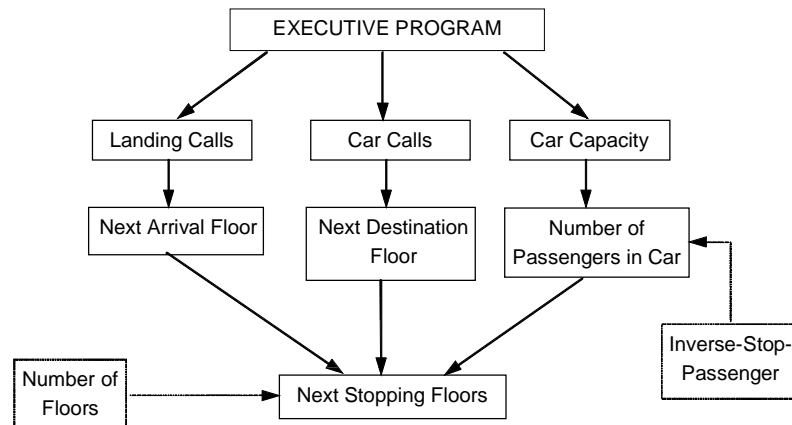 EXECUTIVE PROGRAM
Landing Calls
Car Calls
Car Capacity
Next Arrival Floor
Next Destination
Floor
Number of
Passengers in Car
Inverse-Stop-
Passenger
Number of
Floors
Next Stopping Floors